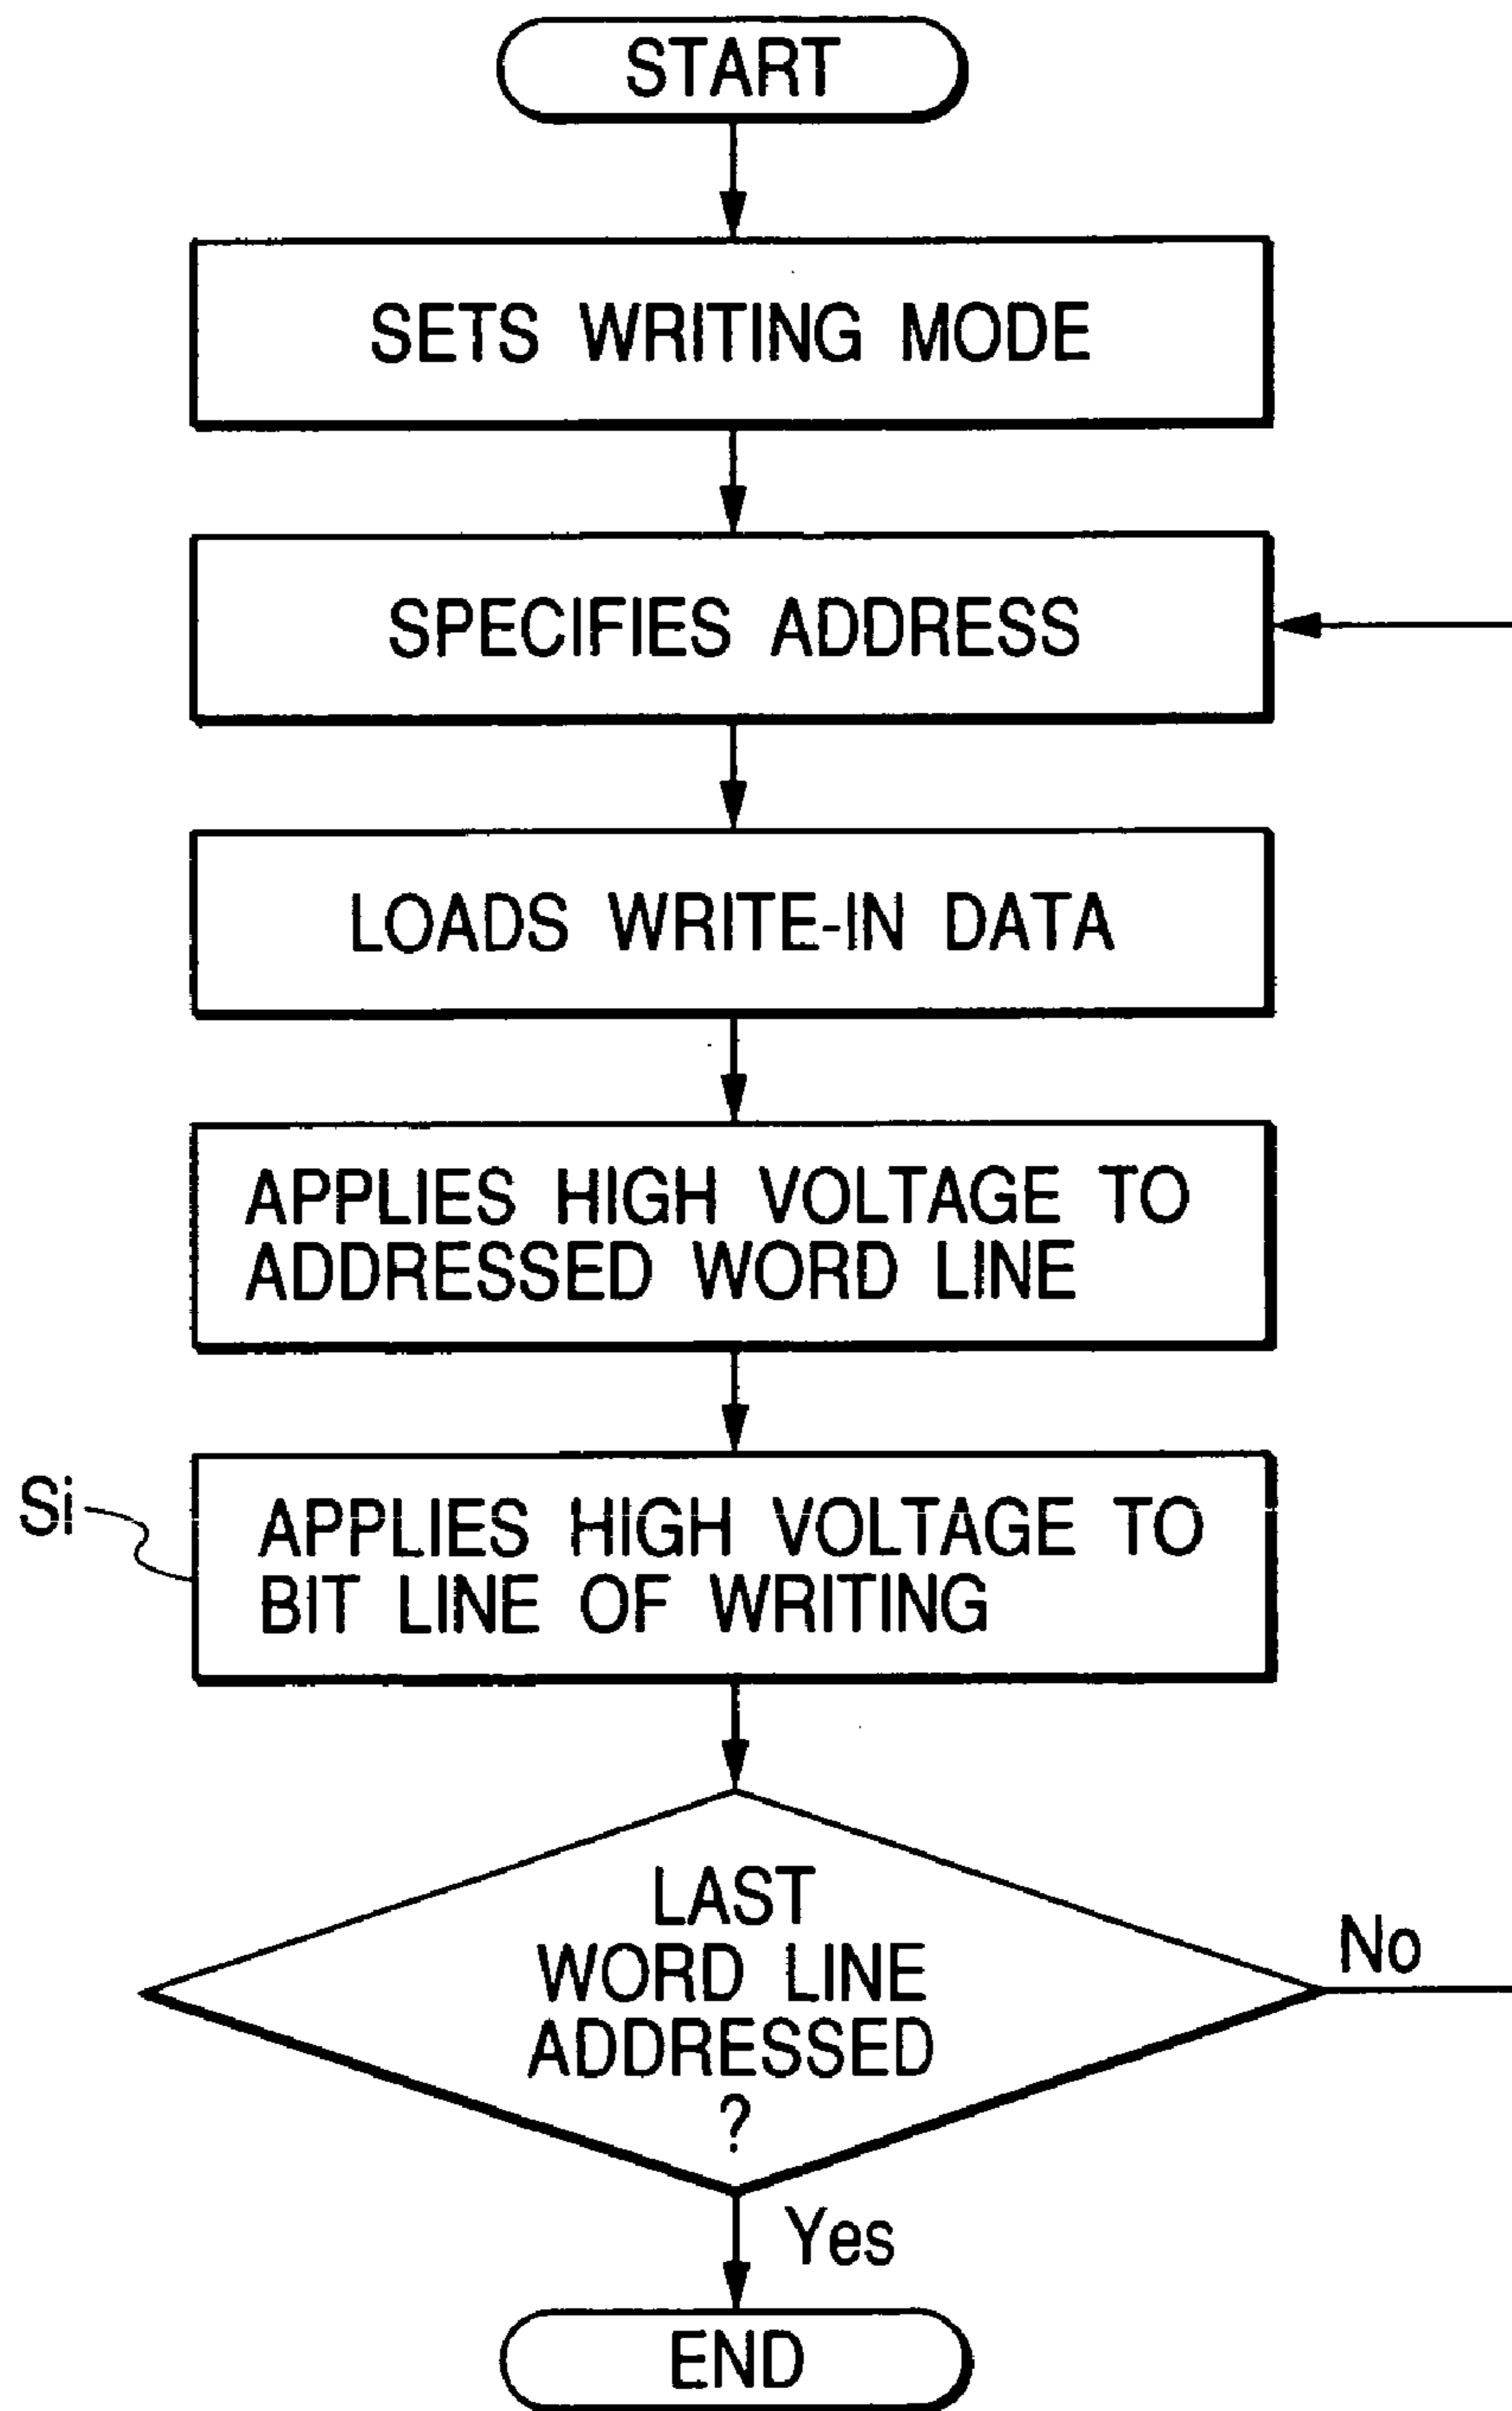 START
SETS WRITING MODE
SPECIFIES ADDRESS
LOADS WRITE-IN DATA
APPLIES HIGH VOLTAGE TO
ADDRESSED WORD LINE
Si
APPLIES HIGH VOLTAGE TO
BIT LINE OF WRITING
LAST
WORD LINE
ADDRESSED
?
No
Yes
END